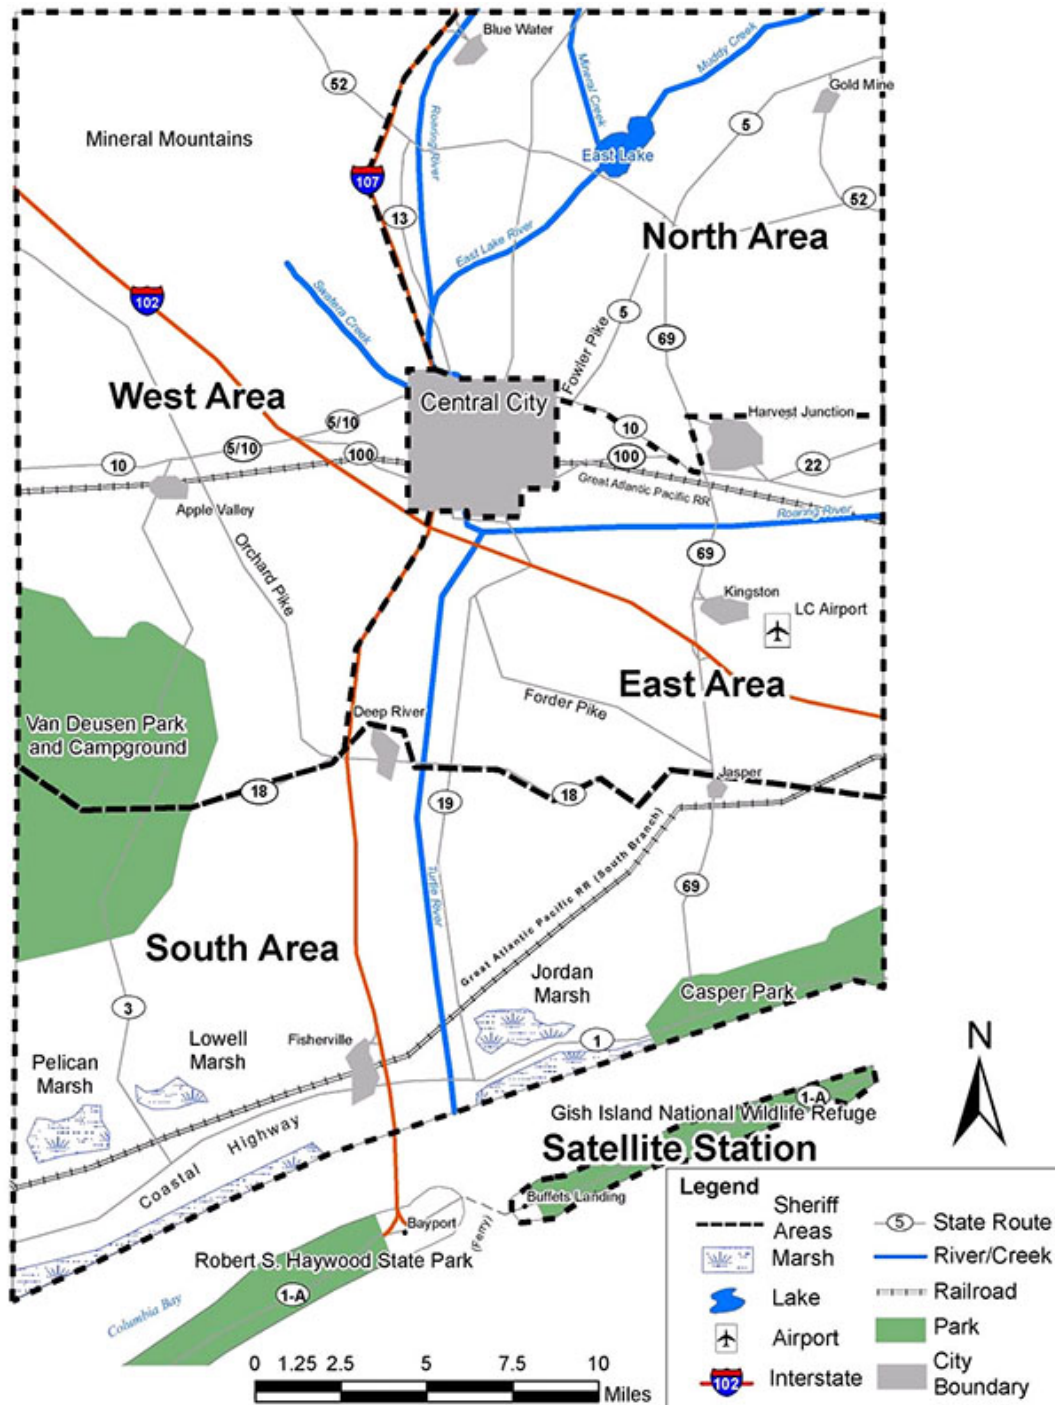 Blue Water
52
Mineral Creek
Muddy Creek
Gold Mine
Roaring River
5
Mineral Mountains
East Lake
107
52
13
North Area
East Lake River
Swatera Creek
102
5
Fowler Pike
69
West Area
Central City
Harvest Junction
5/10
10
5/10
10
100
100
22
Great Atlantic Pacific RR
Apple Valley
Roaring River
Orchard Pike
69
Kingston
LC Airport
East Area
Forder Pike
Deep River
Van Deusen Park
and Campground
Jasper
18
19
18
Turtle River
Great Atlantic Pacific RR (South Branch)
69
South Area
Jordan
Marsh
Casper Park
3
Lowell
Marsh
Fisherville
1
Pelican
Marsh
N
1-A
Gish Island National Wildlife Refuge
Coastal Highway
Satellite Station
Buffets Landing
Bayport
(Ferry)
Robert S. Haywood State Park
1-A
Columbia Bay
Legend
Sheriff
Areas
Marsh
Lake
Airport
102
Interstate
5
State Route
River/Creek
Railroad
Park
City
Boundary
0 1.25 2.5 5 7.5 10
Miles